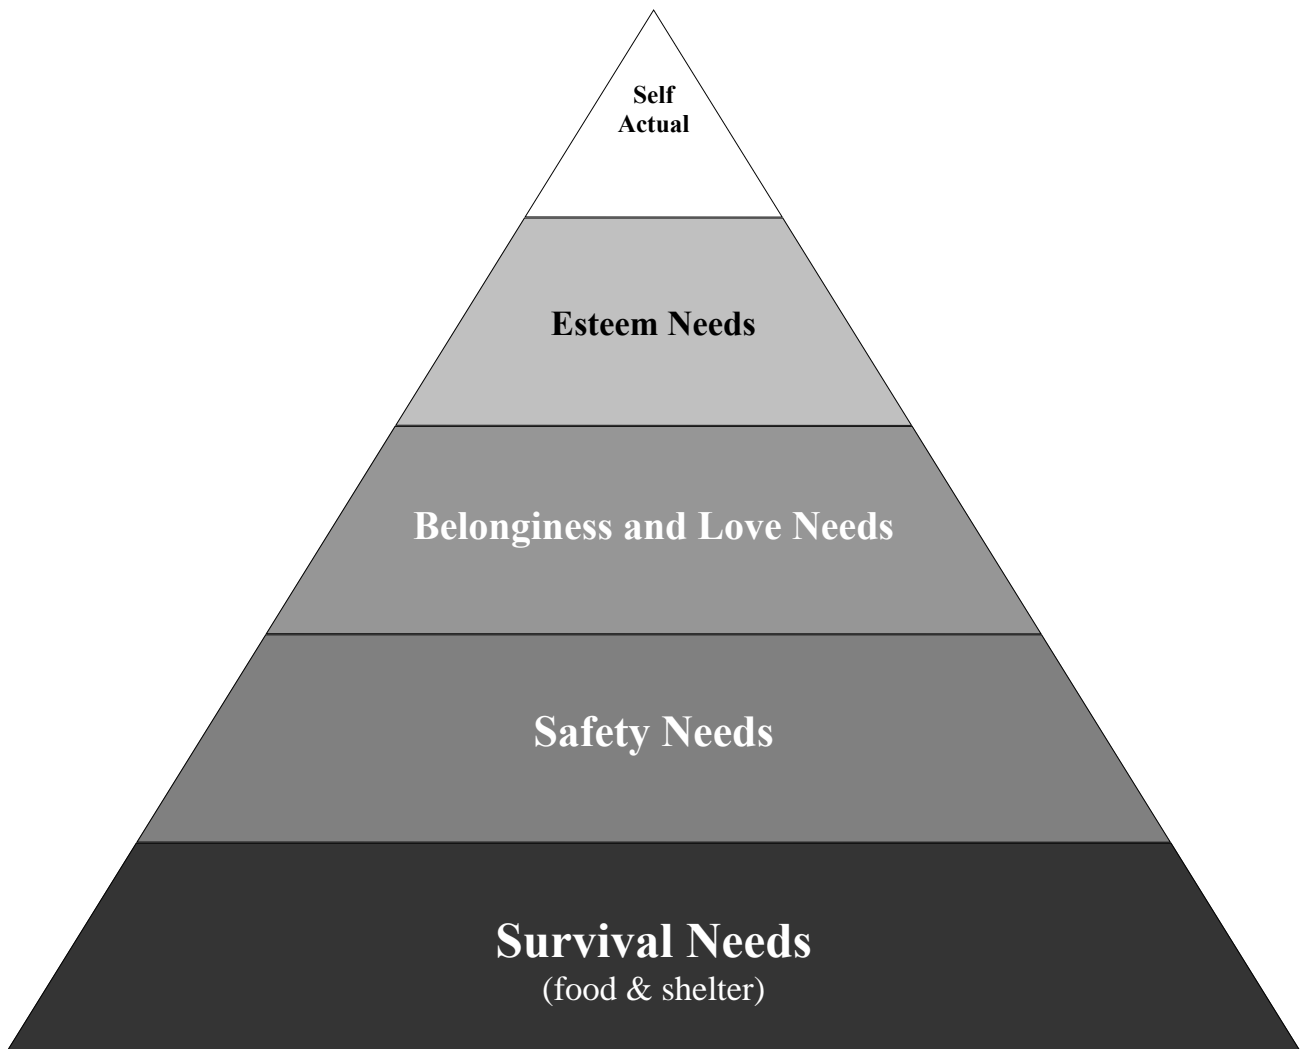 Self
Actual
Esteem Needs
Belonginess and Love Needs
Safety Needs
Survival Needs
(food & shelter)